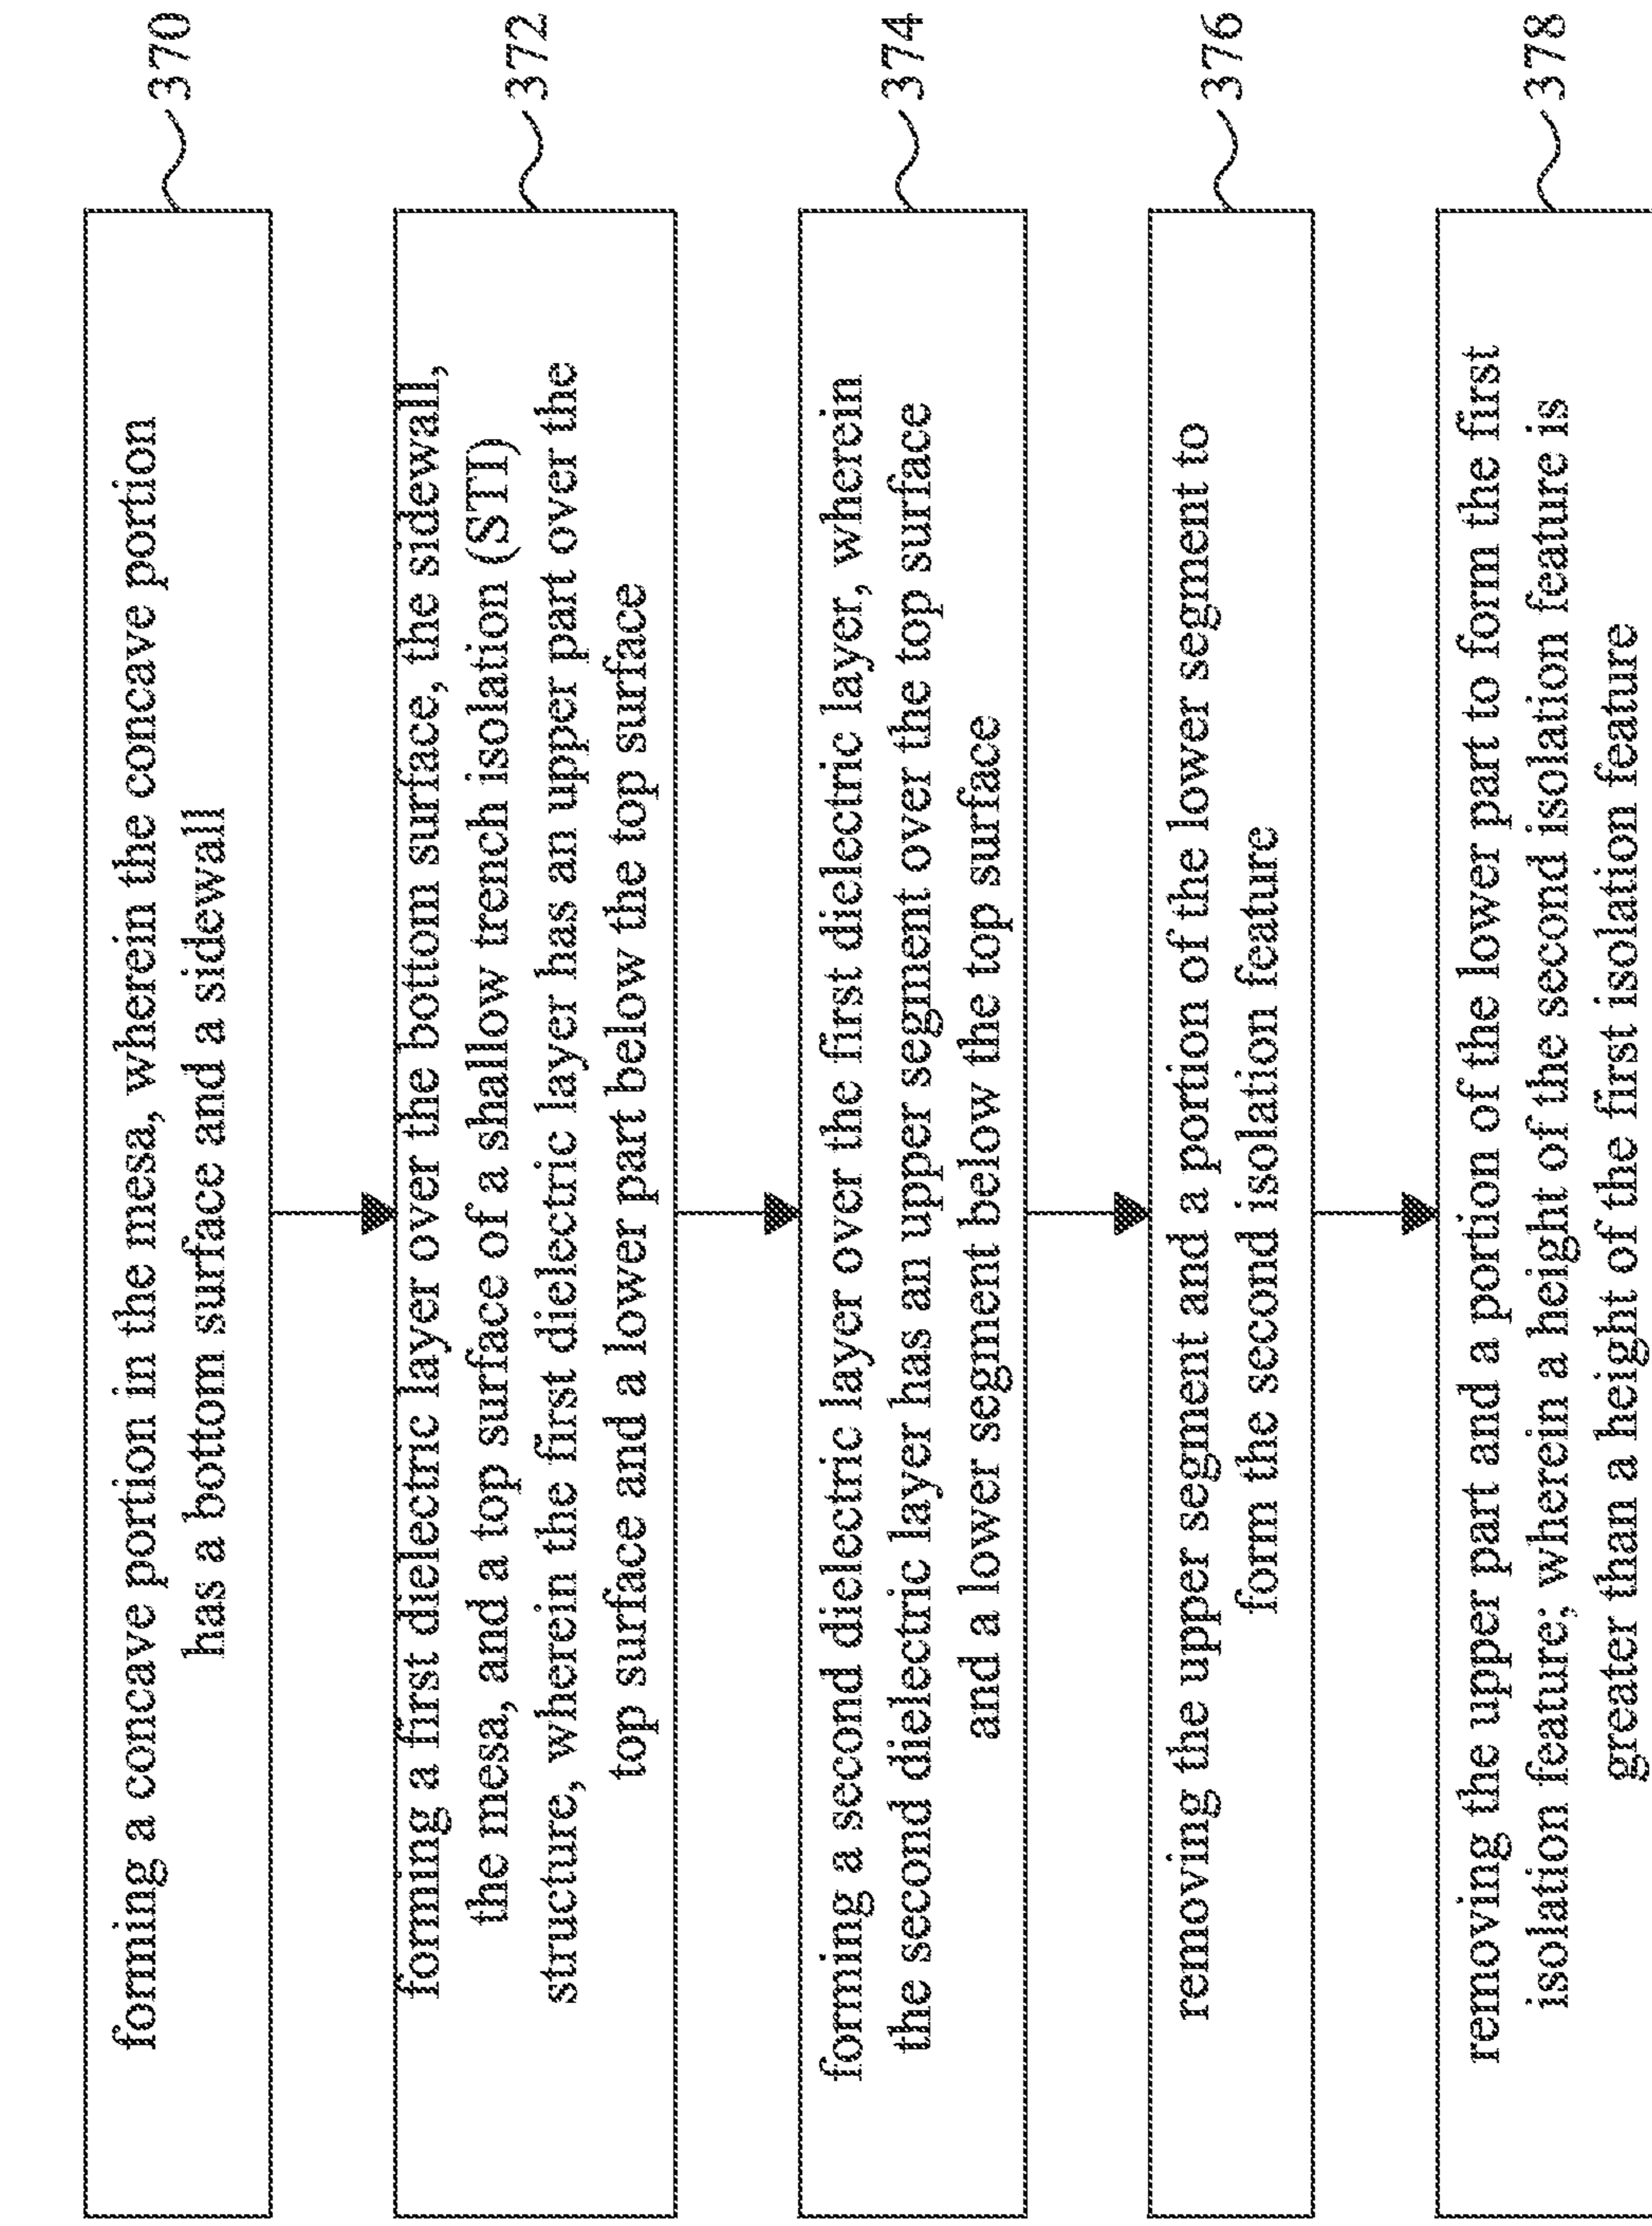 forming a concave portion in the mesa, wherein the concave portion
has a bottom surface and a sidewall
370
forming a first dielectric layer over the bottom surface, the sidewall,
the mesa, and a top surface of a shallow trench isolation (STI)
structure, wherein the first dielectric layer has an upper part over the
top surface and a lower part below the top surface
372
forming a second dielectric layer over the first dielectric layer, wherein
the second dielectric layer has an upper segment over the top surface
and a lower segment below the top surface
374
removing the upper segment and a portion of the lower segment to
form the second isolation feature
376
removing the upper part and a portion of the lower part to form the first
isolation feature; wherein a height of the second isolation feature is
greater than a height of the first isolation feature
378